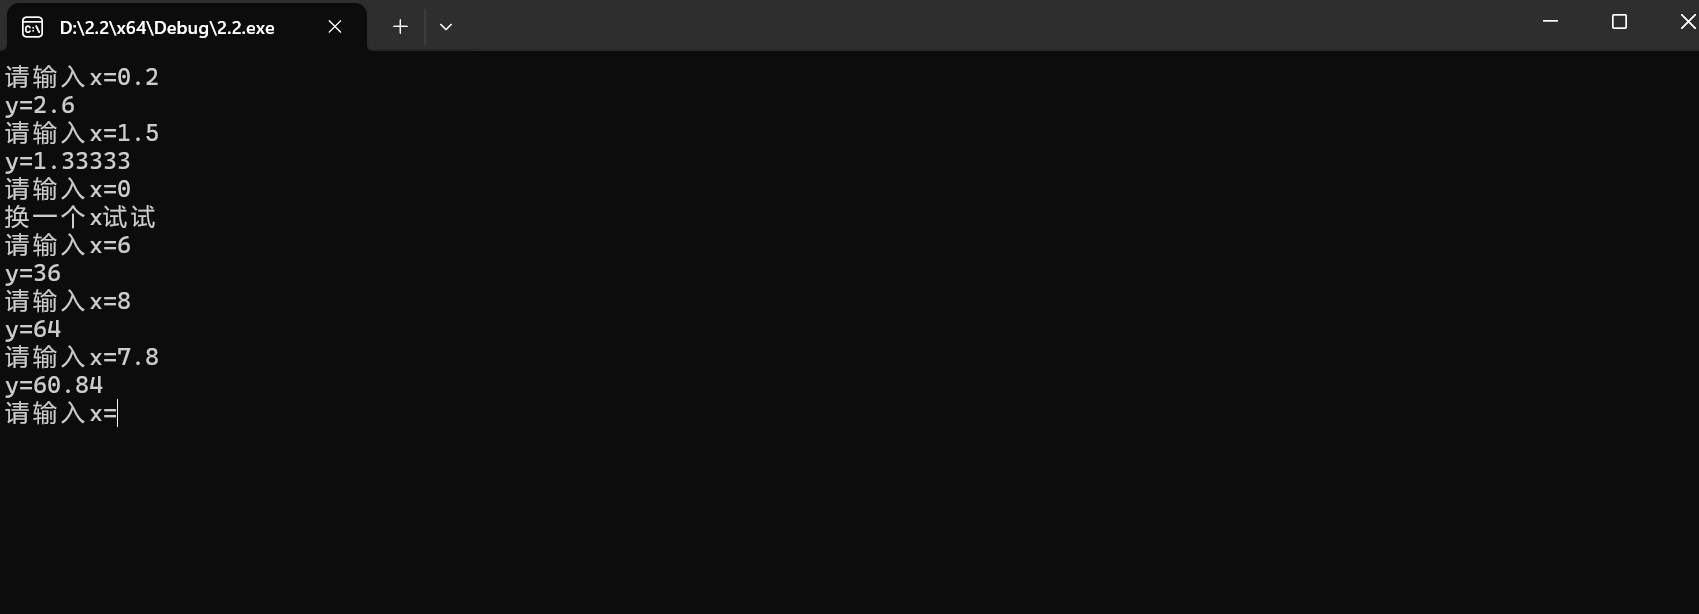 D:\2.2\x64\Debug\2.2.exe
请输入x=0.2
y=2.6
请输入x=1.5
y=1.33333
请输入x=0
换一个x试试
请输入x=6
y=36
请输入x=8
y=64
请输入x=7.8
y=60.84
请输入x=